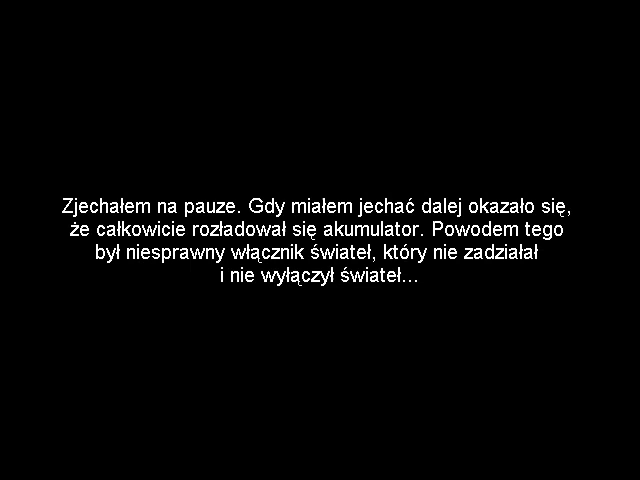 Zjechałem na pauze. Gdy miałem jechać dalej okazało się,
że całkowicie rozładował się akumulator. Powodem tego
był niesprawny włącznik świateł, który nie zadziałał
i nie wyłączył świateł...